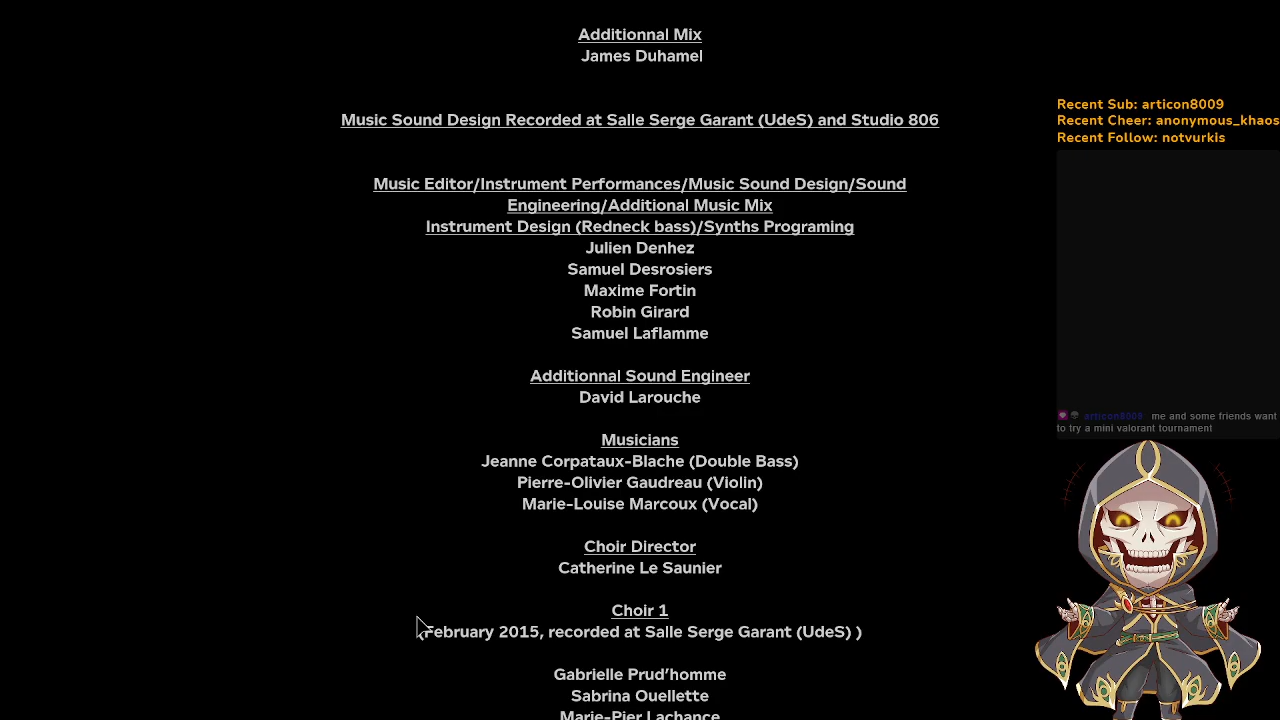 Additionnal Mix
James Duhamel
Music Sound Design Recorded at Salle Serge Garant (UdeS) and Studio 806
Music Editor/Instrument Performances/Music Sound Design/Sound
Engineering/Additional Music Mix
Instrument Design (Redneck bass)/Synths Programing
Julien Denhez
Samuel Desrosiers
Maxime Fortin
Robin Girard
Samuel Laflamme
Additionnal Sound Engineer
David Larouche
Musicians
Jeanne Corpataux-Blache (Double Bass)
Pierre-Olivier Gaudreau (Violin)
Marie-Louise Marcoux (Vocal)
Choir Director
Catherine Le Saunier
Choir 1
(February 2015, recorded at Salle Serge Garant (UdeS) )
Gabrielle Prud'homme
Sabrina Ouellette
Marie-Pier Lachance
Recent Sub: articon8009
Recent Cheer: anonymous_khaos
Recent Follow: notvurkis
articon8009: me and some friends want
to try a mini valorant tournament